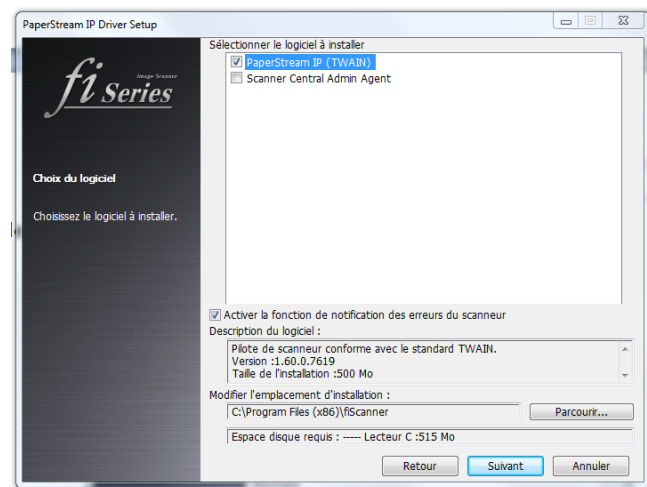 PaperStream IP Driver Setup
Sélectionner le logiciel à installer
PaperStream IP (TWAIN)
Scanner Central Admin Agent
fi Series
Image Scanner
Choix du logiciel
Choisissez le logiciel à installer.
Activer la fonction de notification des erreurs du scanneur
Description du logiciel :
Pilote de scanneur conforme avec le standard TWAIN.
Version :1.60.0.7619
Taille de l'installation :500 Mo
Modifier l'emplacement d'installation :
C:\Program Files (x86)\fiScanner
Parcourir...
Espace disque requis : ----- Lecteur C :515 Mo
Retour
Suivant
Annuler